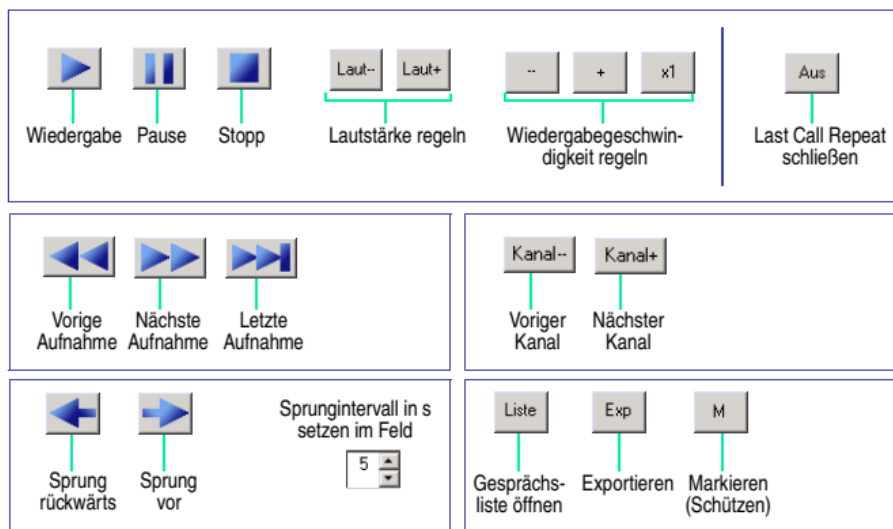 Laut-- Laut+ -- + x1 Aus
Wiedergabe Pause Stopp Lautstärke regeln Wiedergabegeschwin-
digkeit regeln
Last Call Repeat
schließen
Kanal-- Kanal+
Vorige
Aufnahme
Nächste
Aufnahme
Letzte
Aufnahme
Voriger
Kanal
Nächster
Kanal
Sprung
rückwärts
Sprung
vor
Sprungintervall in s
setzen im Feld
5
Liste Exp M
Gesprächs-
liste öffnen
Exportieren
Markieren
(Schützen)